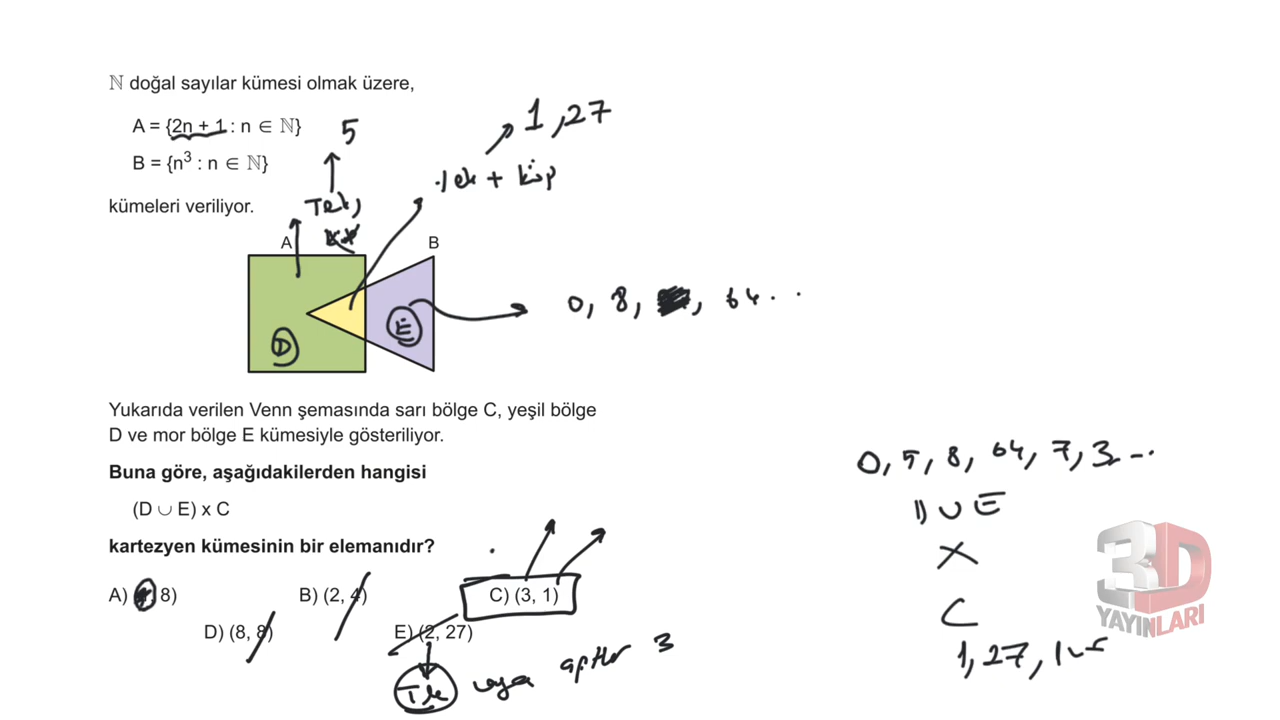 ℕ doğal sayılar kümesi olmak üzere,
A = {2n + 1 : n ∈ ℕ}
B = {n³ : n ∈ ℕ}
kümeleri veriliyor.
5
1, 27
Tek,
tek + küp
A
B
D
E
0, 8, , 64 . . .
Yukarıda verilen Venn şemasında sarı bölge C, yeşil bölge
D ve mor bölge E kümesiyle gösteriliyor.
Buna göre, aşağıdakilerden hangisi
(D ∪ E) x C
kartezyen kümesinin bir elemanıdır?
A) , 8)
B) (2, 4)
C) (3, 1)
D) (8, 8)
E) (2, 27)
Tek veya 3
0, 5, 8, 64, 7, 3, ...
D ∪ E
X
C
1, 27,
3D
YAYINLARI